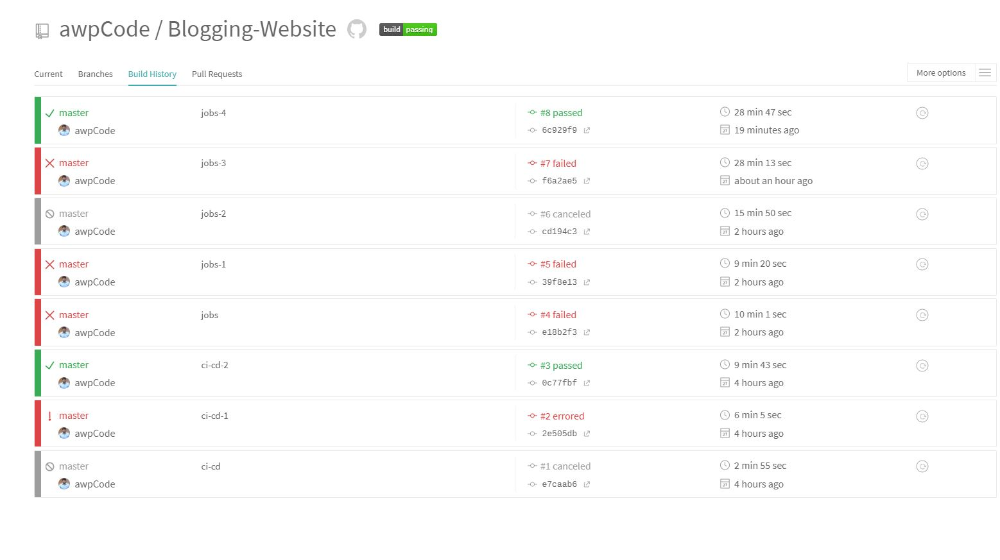 awpCode / Blogging-Website build passing
Current Branches Build History Pull Requests More options
master jobs-4 #8 passed 28 min 47 sec
awpCode 6c929f9 19 minutes ago
master jobs-3 #7 failed 28 min 13 sec
awpCode f6a2ae5 about an hour ago
master jobs-2 #6 canceled 15 min 50 sec
awpCode cd194c3 2 hours ago
master jobs-1 #5 failed 9 min 20 sec
awpCode 39f8e13 2 hours ago
master jobs #4 failed 10 min 1 sec
awpCode e18b2f3 2 hours ago
master ci-cd-2 #3 passed 9 min 43 sec
awpCode 0c77fbf 4 hours ago
master ci-cd-1 #2 errored 6 min 5 sec
awpCode 2e505db 4 hours ago
master ci-cd #1 canceled 2 min 55 sec
awpCode e7caab6 4 hours ago